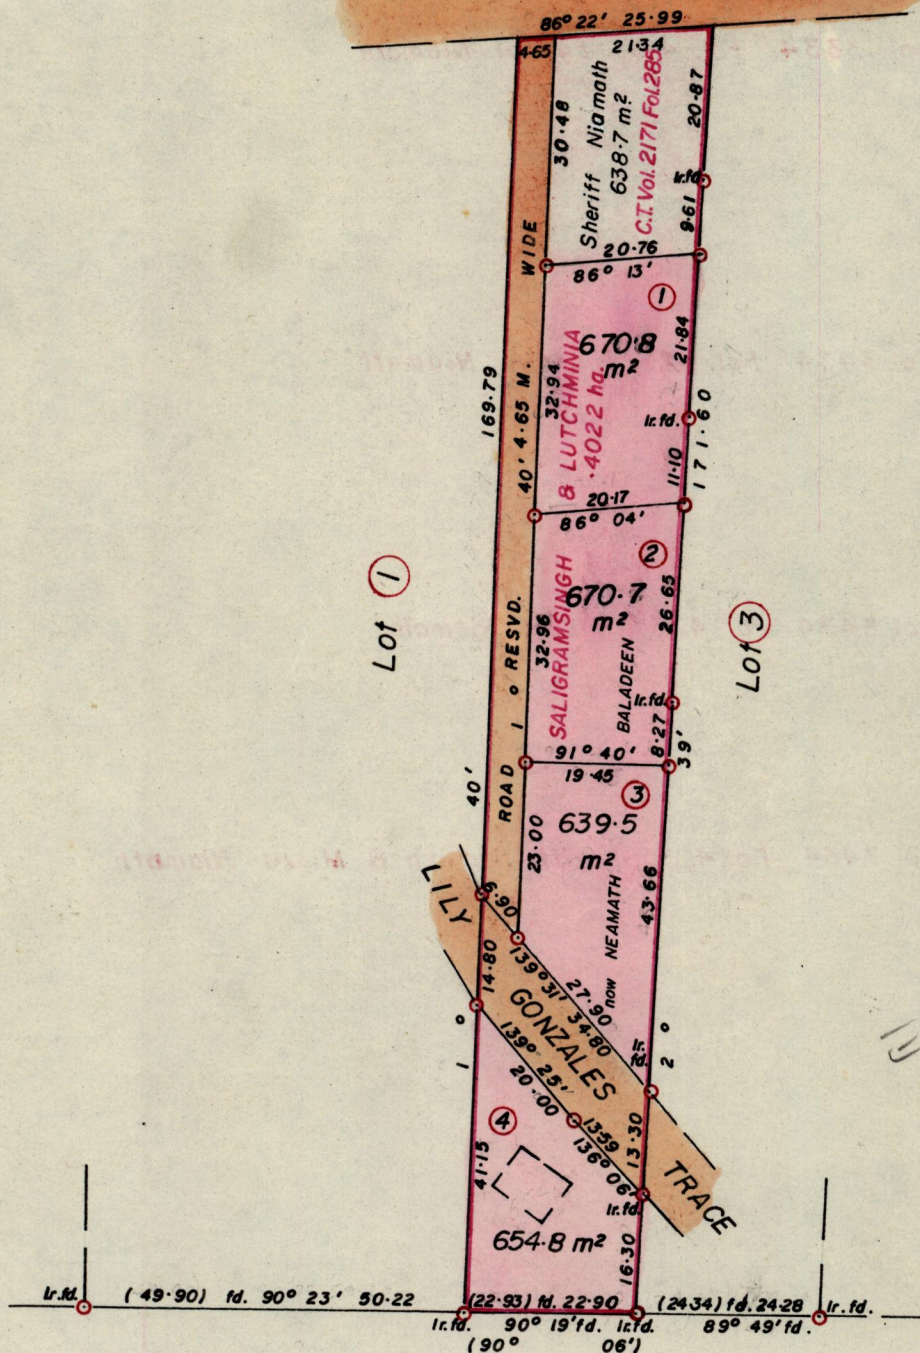 86° 22' 25·99
4·65
21·34
30·48
20·87
Sheriff Niamath
638·7 m²
C.T. Vol. 2171 Fol. 285
Ir.fd.
9·61
20·76
86° 13'
①
670·8
m²
21·84
32·94
& LUTCHMINIA
·4022 ha.
Ir.fd.
11·10
171·60
20·17
86° 04'
169·79
WIDE
40' 4·65 M.
RESVD.
1°
ROAD
②
670·7
m²
26·65
32·96
SALIGRAMSINGH
BALADEEN
Ir.fd.
8·27
39'
Lot ①
Lot ③
91° 40'
19·45
③
639·5
m²
23·00
43·66
now NEAMATH
40'
LILY
GONZALES
TRACE
6·90
14·80
139° 31' 34·80
27·90
Ir.
fd.
2°
1°
139° 25'
20·00
13·59
136° 06'
13·30
④
41·15
Ir.fd.
654·8 m²
16·30
Ir.fd.
(49·90) fd. 90° 23' 50·22
(22·93) fd. 22·90
(24·34) fd. 24·28
Ir.fd.
Ir.fd.
90° 19' fd.
Ir.fd.
89° 49' fd.
(90° 06')